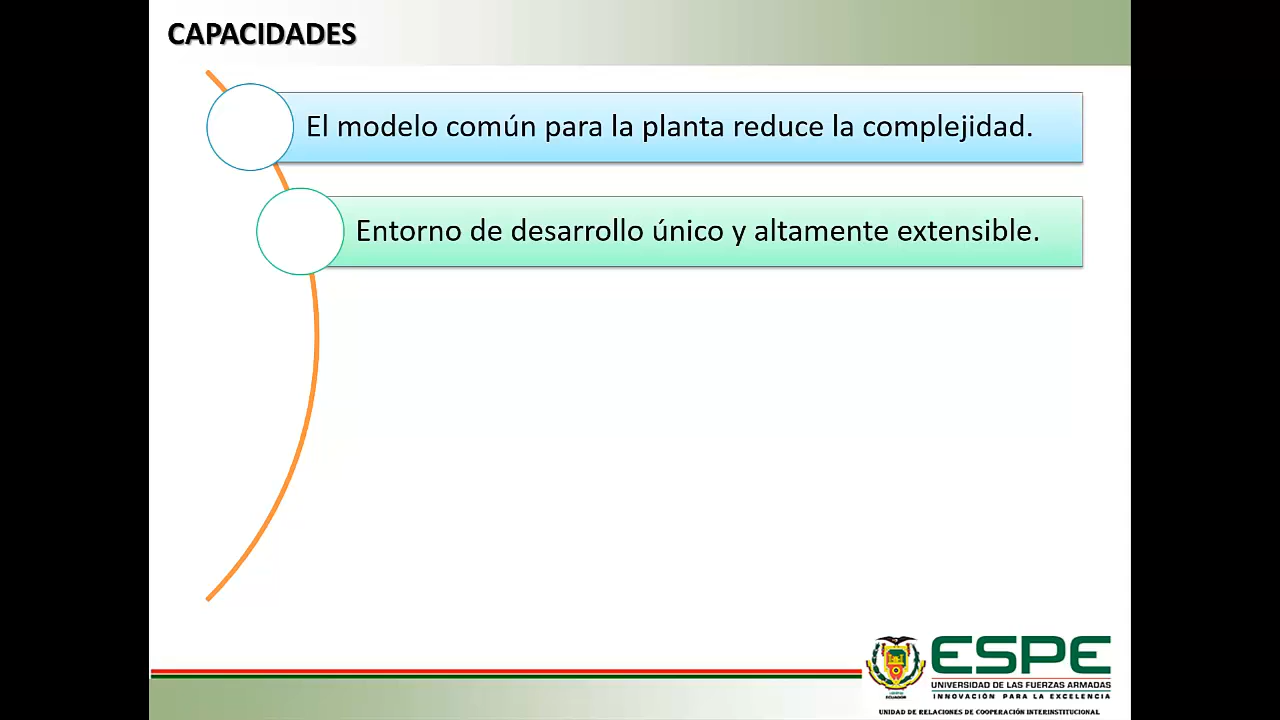 CAPACIDADES
El modelo común para la planta reduce la complejidad.
Entorno de desarrollo único y altamente extensible.
ESPE
UNIVERSIDAD DE LAS FUERZAS ARMADAS
INNOVACIÓN PARA LA EXCELENCIA
UNIDAD DE RELACIONES DE COOPERACIÓN INTERINSTITUCIONAL